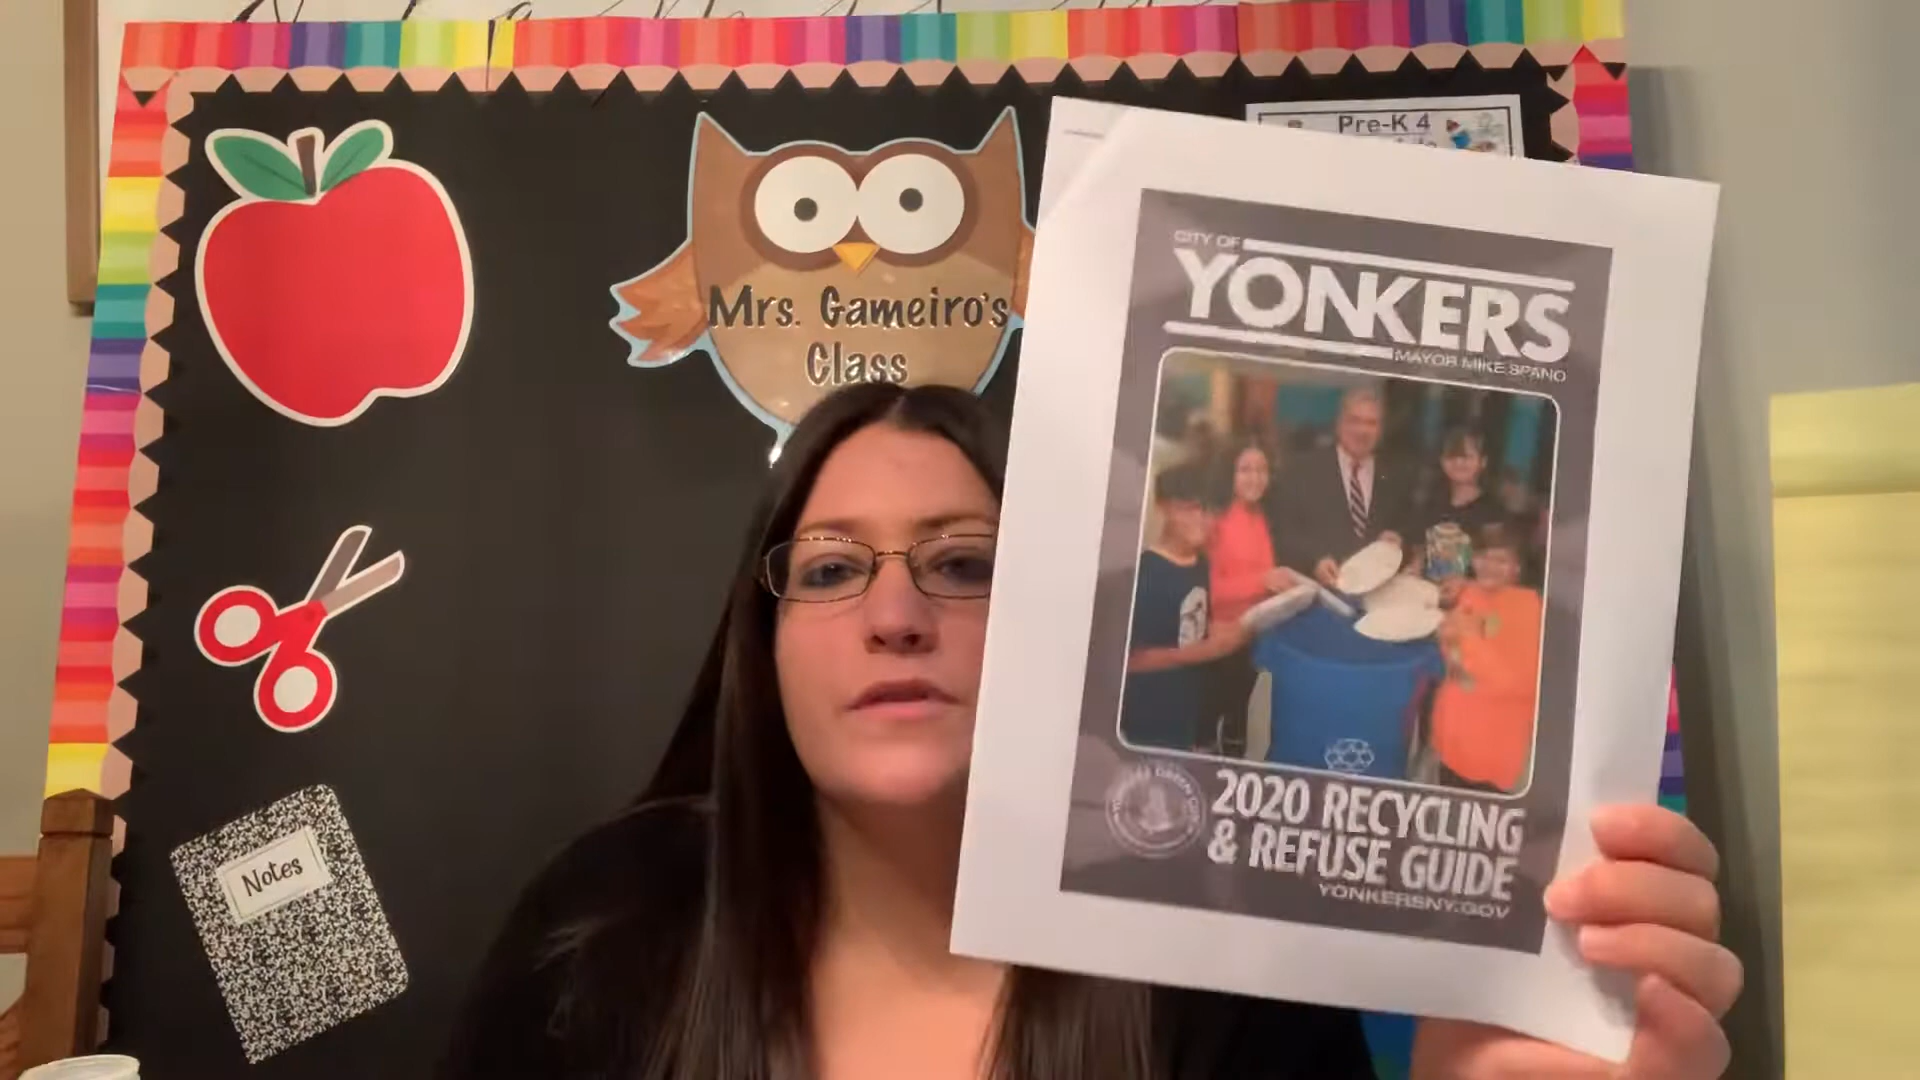 Pre-K 4
Mrs. Gameiro's
Class
CITY OF
YONKERS
MAYOR MIKE SPANO
2020 RECYCLING
& REFUSE GUIDE
YONKERSNY.GOV
Notes